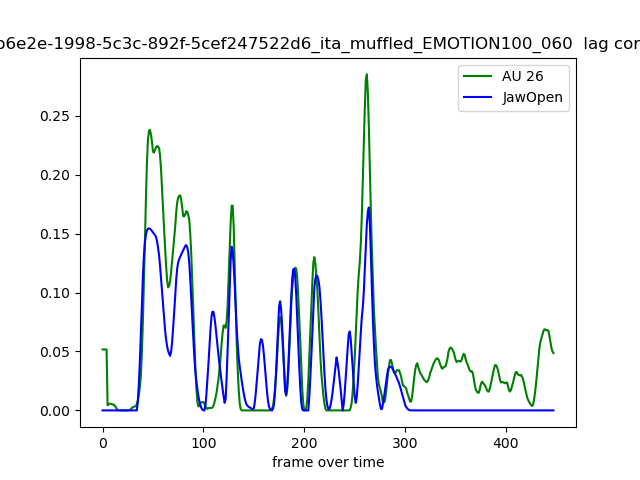 b6e2e-1998-5c3c-892f-5cef247522d6_ita_muffled_EMOTION100_060 lag cor
AU 26
JawOpen
0.25
0.20
0.15
0.10
0.05
0.00
0 100 200 300 400
frame over time